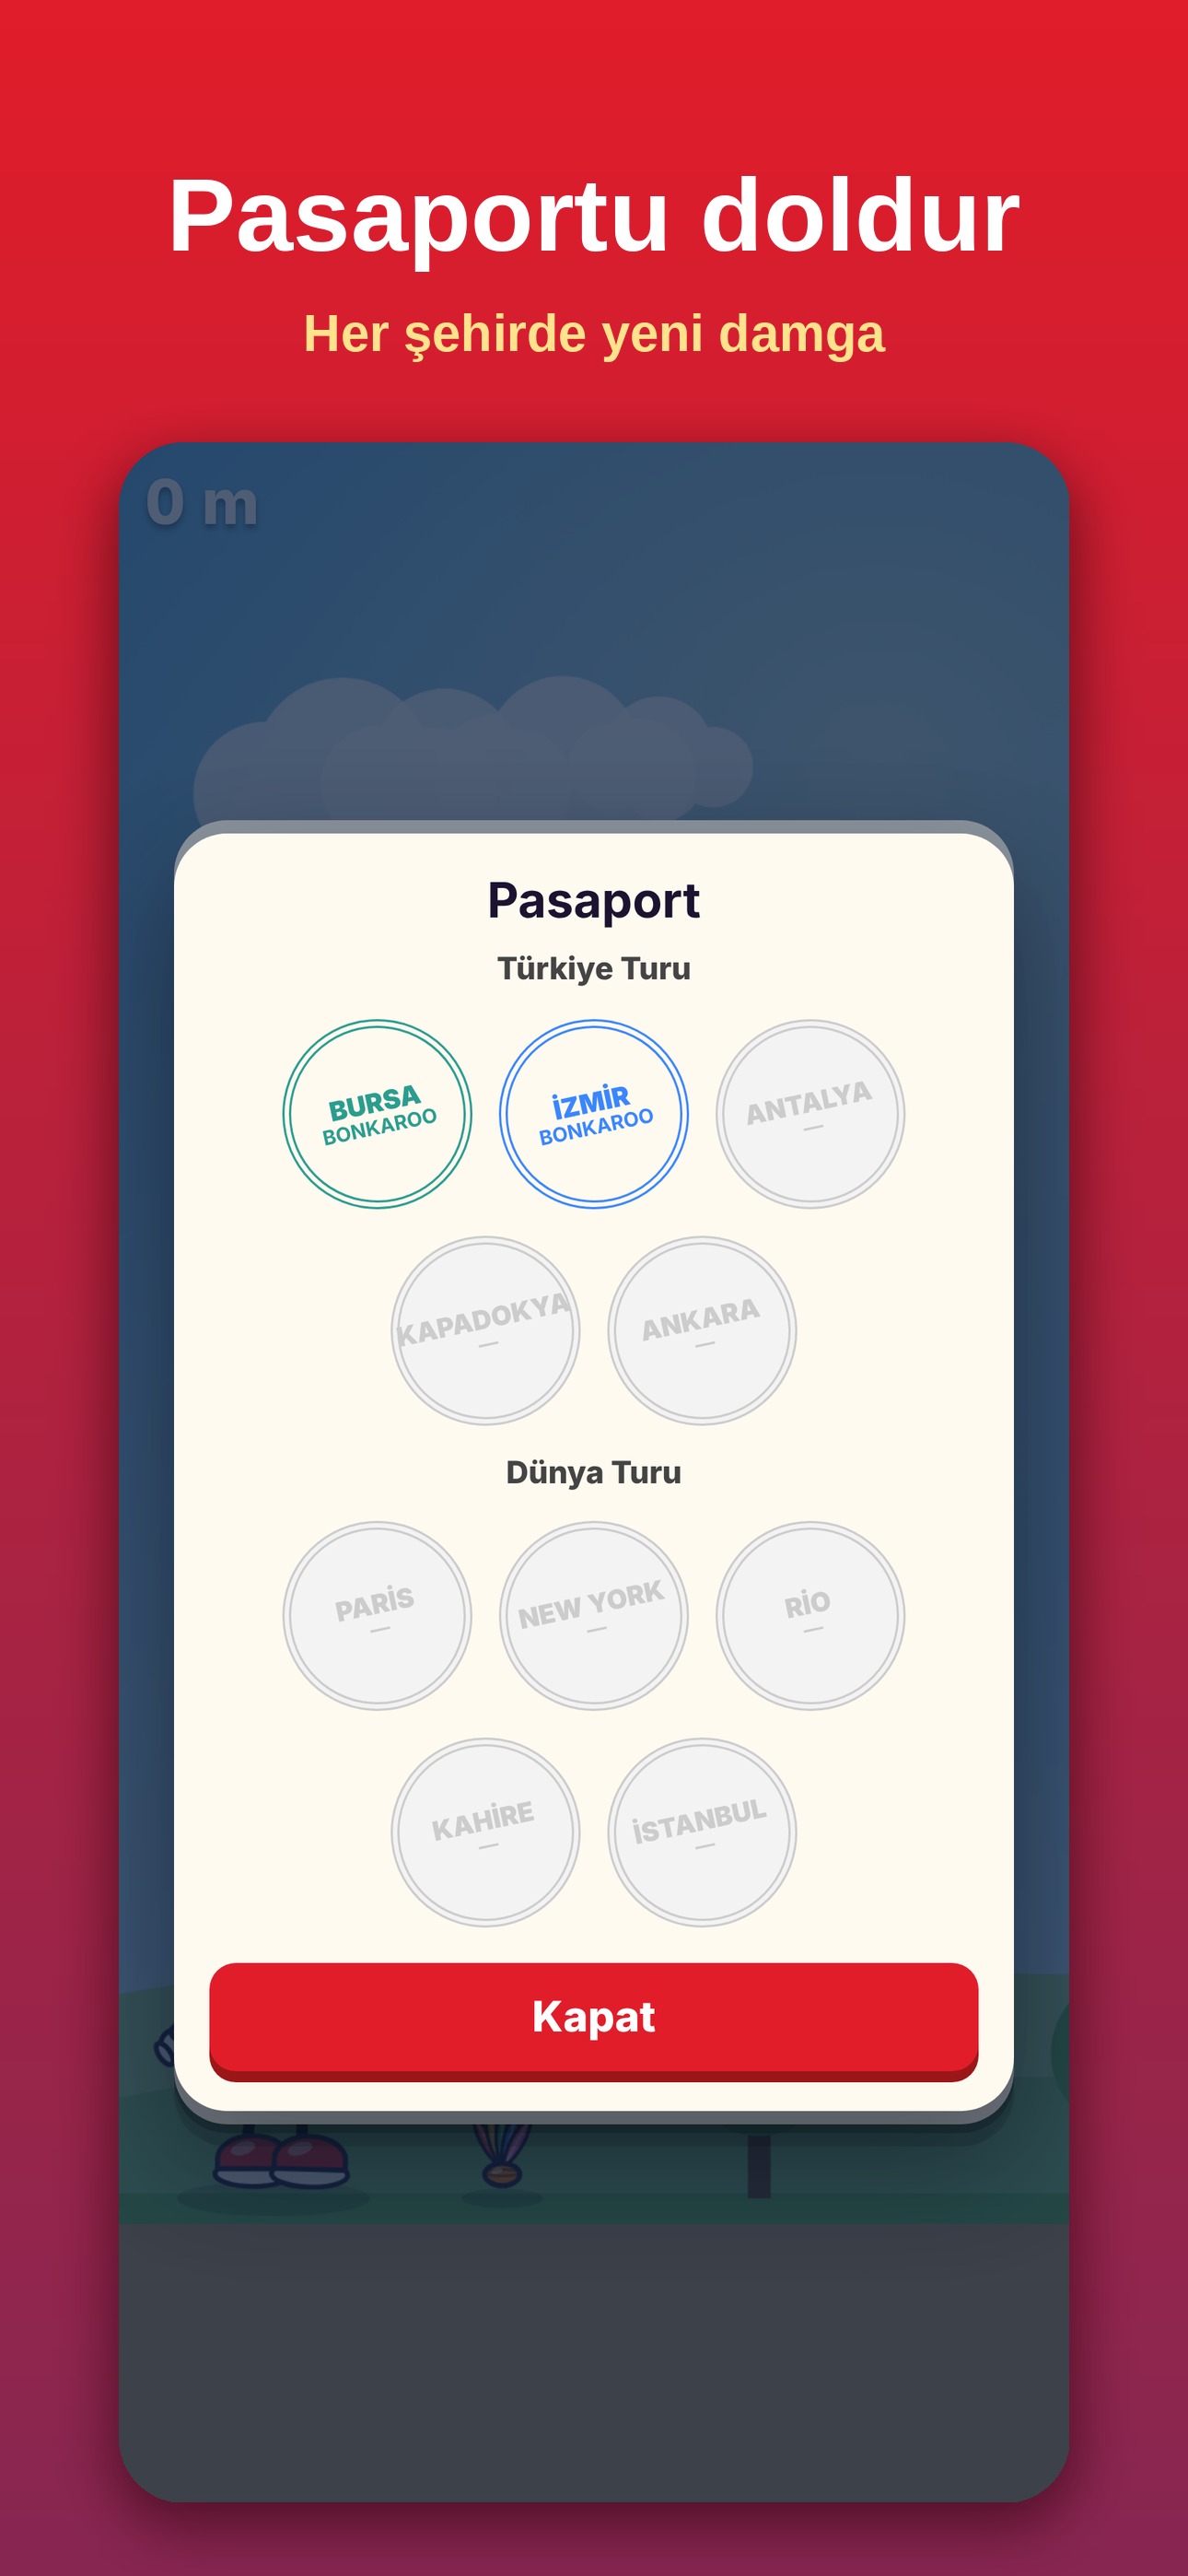 Pasaportu doldur
Her şehirde yeni damga
0 m
Pasaport
Türkiye Turu
BURSA
BONKAROO
İZMİR
BONKAROO
ANTALYA
—
KAPADOKYA
—
ANKARA
—
Dünya Turu
PARİS
—
NEW YORK
—
RİO
—
KAHİRE
—
İSTANBUL
—
Kapat